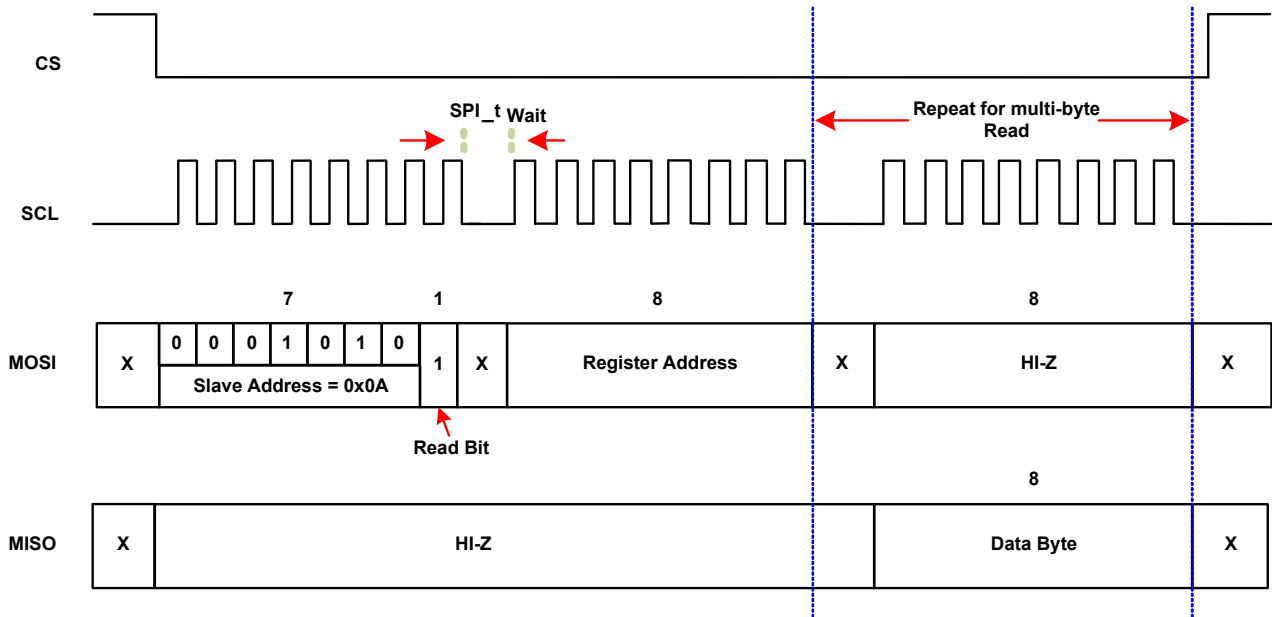 CS
SPI_t Wait
Repeat for multi-byte
Read
SCL
7 1 8 8
MOSI
X 0 0 0 1 0 1 0 1 X Register Address X HI-Z X
Slave Address = 0x0A
Read Bit
8
MISO X HI-Z Data Byte X